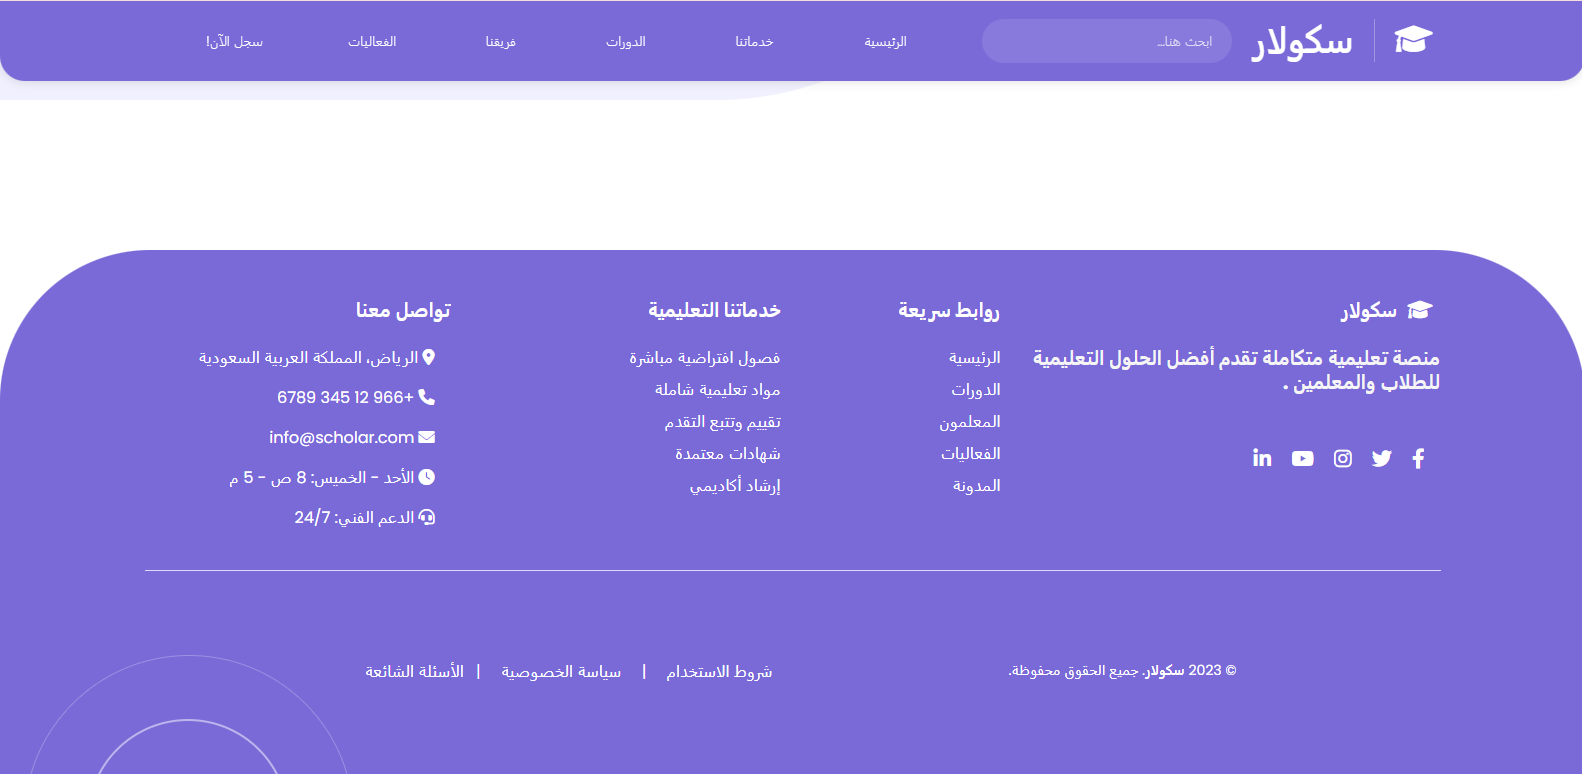 سكولار
ابحث هنا...
الرئيسية
خدماتنا
الدورات
فريقنا
الفعاليات
سجل الآن!
سكولار
منصة تعليمية متكاملة تقدم أفضل الحلول التعليمية
للطلاب والمعلمين .
روابط سريعة
الرئيسية
الدورات
المعلمون
الفعاليات
المدونة
خدماتنا التعليمية
فصول افتراضية مباشرة
مواد تعليمية شاملة
تقييم وتتبع التقدم
شهادات معتمدة
إرشاد أكاديمي
تواصل معنا
الرياض، المملكة العربية السعودية
+966 12 345 6789
info@scholar.com
الأحد - الخميس: 8 ص - 5 م
الدعم الفني: 24/7
© 2023 سكولار. جميع الحقوق محفوظة.
شروط الاستخدام | سياسة الخصوصية | الأسئلة الشائعة